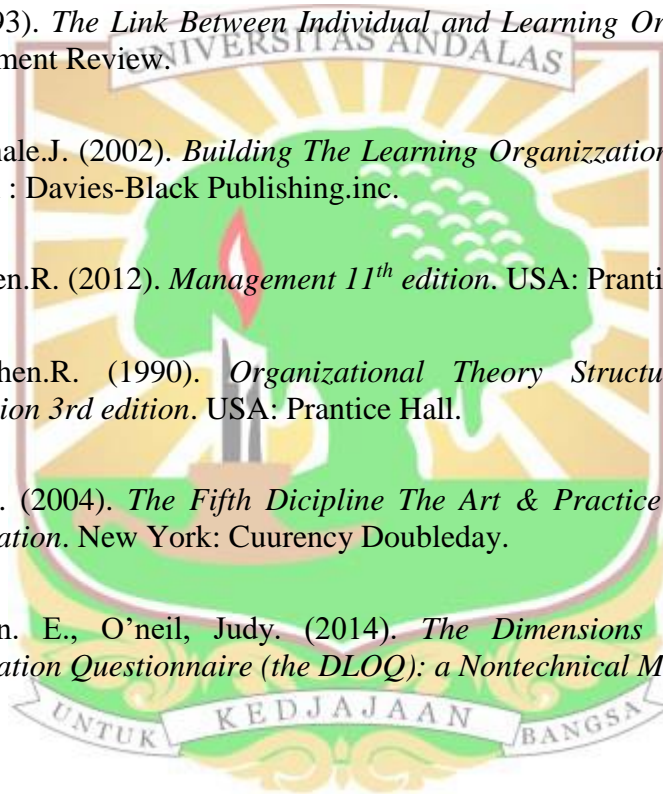 93). The Link Between Individual and Learning Or
ment Review.
UNIVERSITAS ANDALAS
nale.J. (2002). Building The Learning Organizzation
: Davies-Black Publishing.inc.
en.R. (2012). Management 11th edition. USA: Pranti
hen.R. (1990). Organizational Theory Structu
ion 3rd edition. USA: Prantice Hall.
. (2004). The Fifth Dicipline The Art & Practice
ation. New York: Cuurency Doubleday.
n. E., O’neil, Judy. (2014). The Dimensions
ation Questionnaire (the DLOQ): a Nontechnical M
UNTUK KEDJAJAAN BANGSA